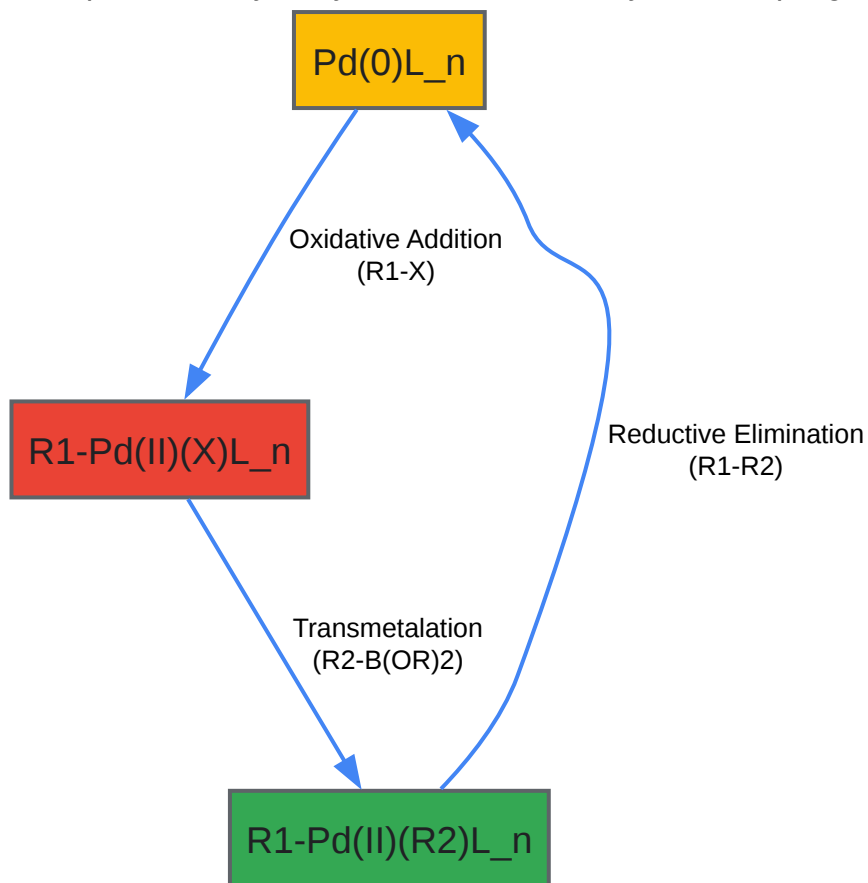 Pd(0)L_n
Oxidative Addition
(R1-X)
R1-Pd(II)(X)L_n
Reductive Elimination
(R1-R2)
Transmetalation
(R2-B(OR)2)
R1-Pd(II)(R2)L_n